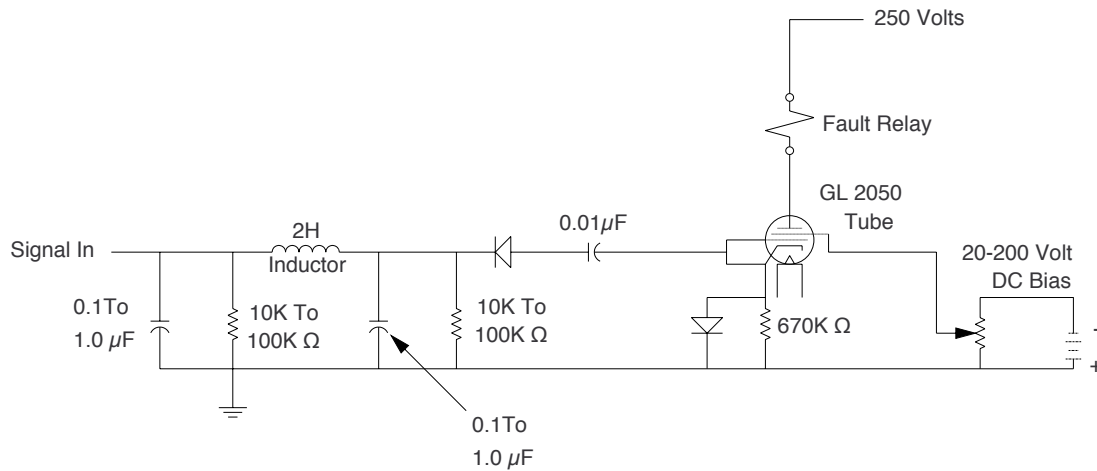 250 Volts
Fault Relay
GL 2050
Tube
0.01µF
2H
Inductor
Signal In
20-200 Volt
DC Bias
0.1To
1.0 µF
10K To
100K Ω
10K To
100K Ω
670K Ω
-
+
0.1To
1.0 µF